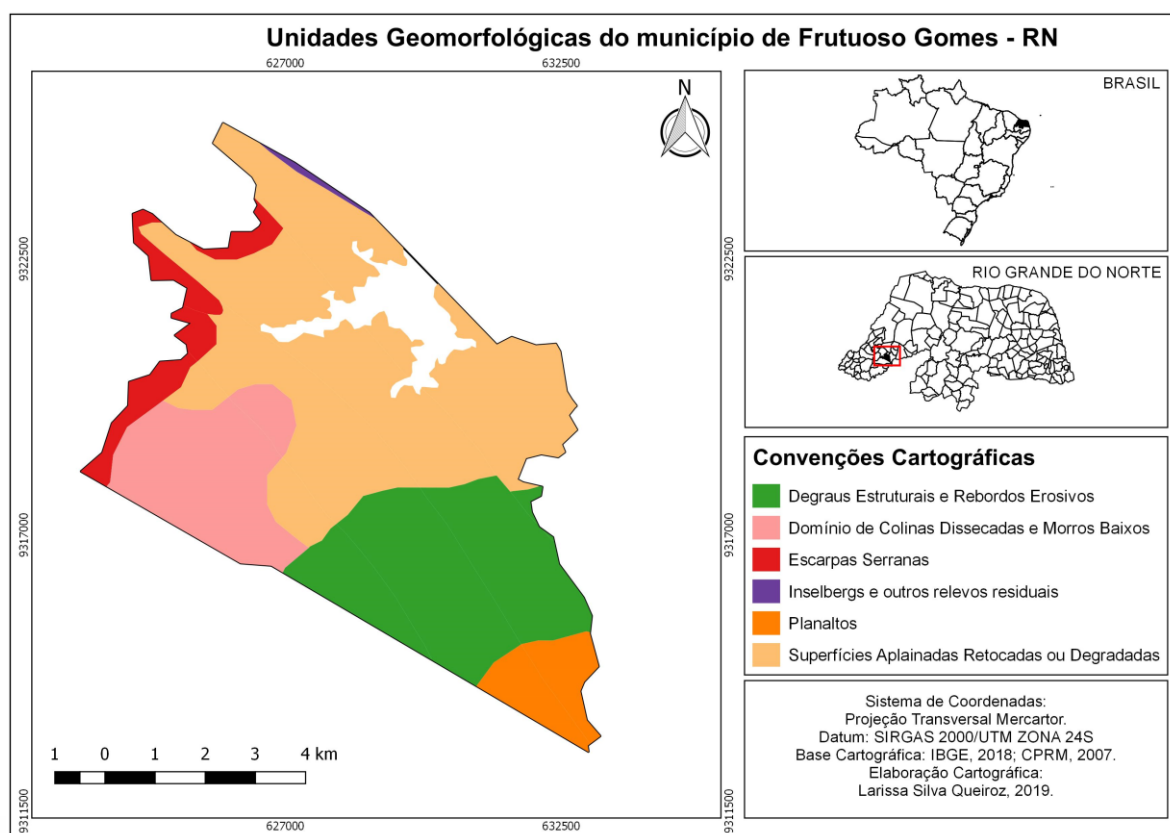 Unidades Geomorfológicas do município de Frutuoso Gomes - RN
627000
632500
N
9322500
9322500
9317000
9317000
9311500
9311500
1 0 1 2 3 4 km
627000
632500
BRASIL
RIO GRANDE DO NORTE
Convenções Cartográficas
Degraus Estruturais e Rebordos Erosivos
Domínio de Colinas Dissecadas e Morros Baixos
Escarpas Serranas
Inselbergs e outros relevos residuais
Planaltos
Superfícies Aplainadas Retocadas ou Degradadas
Sistema de Coordenadas:
Projeção Transversal Mercartor.
Datum: SIRGAS 2000/UTM ZONA 24S
Base Cartográfica: IBGE, 2018; CPRM, 2007.
Elaboração Cartográfica:
Larissa Silva Queiroz, 2019.